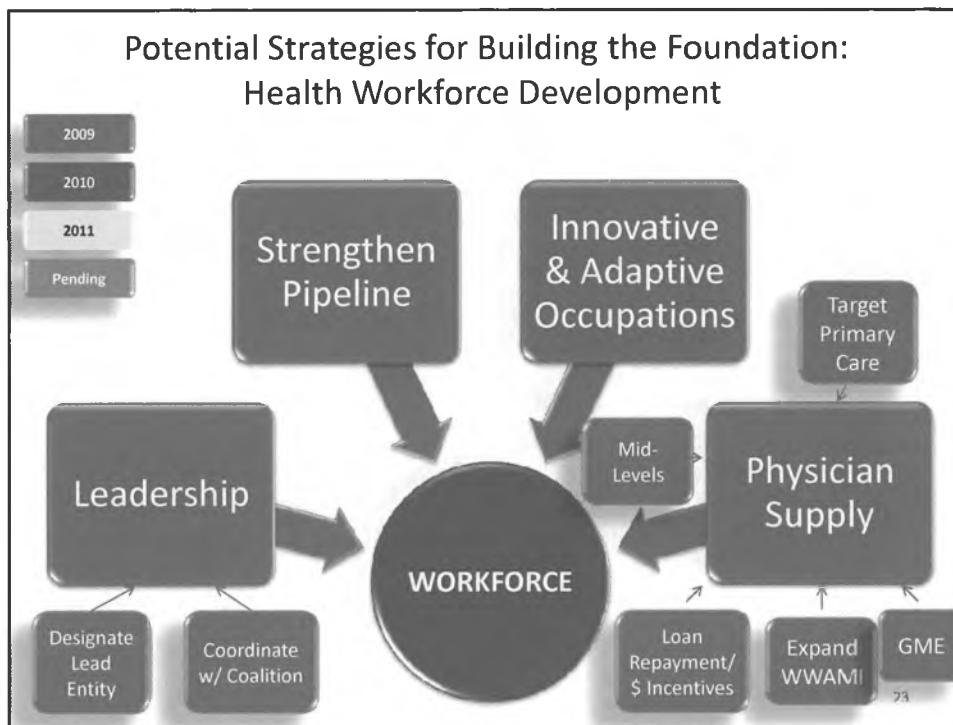 Potential Strategies for Building the Foundation:
Health Workforce Development
2009
2010
2011
Pending
Strengthen
Pipeline
Innovative
& Adaptive
Occupations
Target
Primary
Care
Leadership
Mid-
Levels
Physician
Supply
WORKFORCE
Designate
Lead
Entity
Coordinate
w/ Coalition
Loan
Repayment/
$ Incentives
Expand
WWAMI
GME
23